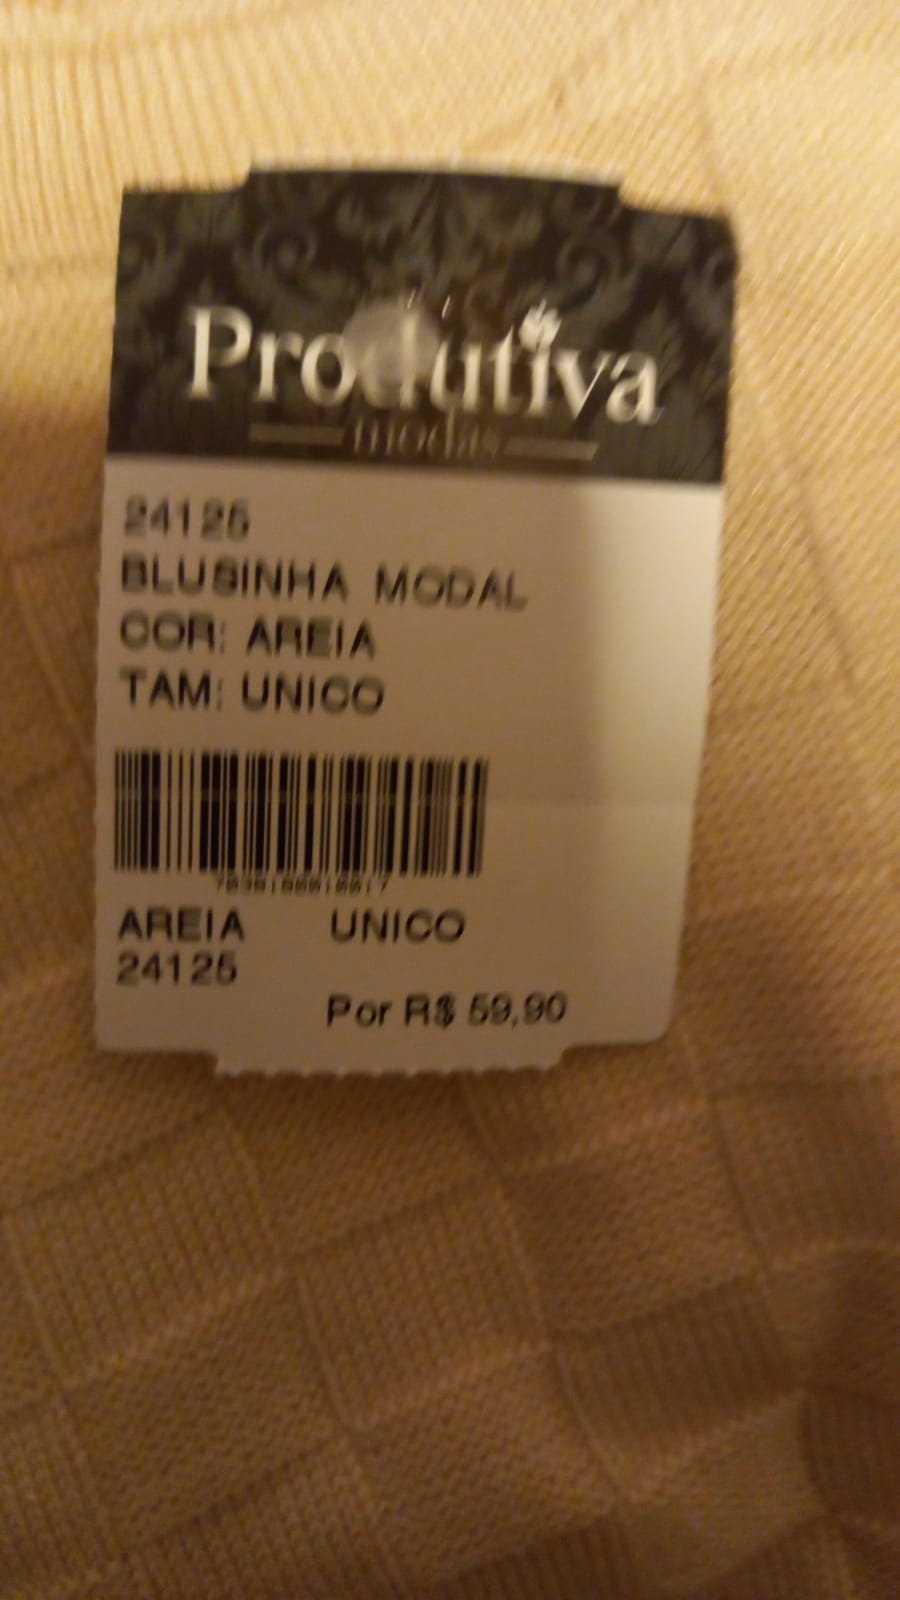 Produtiva
modas
24125
BLUSINHA MODAL
COR: AREIA
TAM: UNICO
AREIA UNICO
24125
Por R$ 59,90